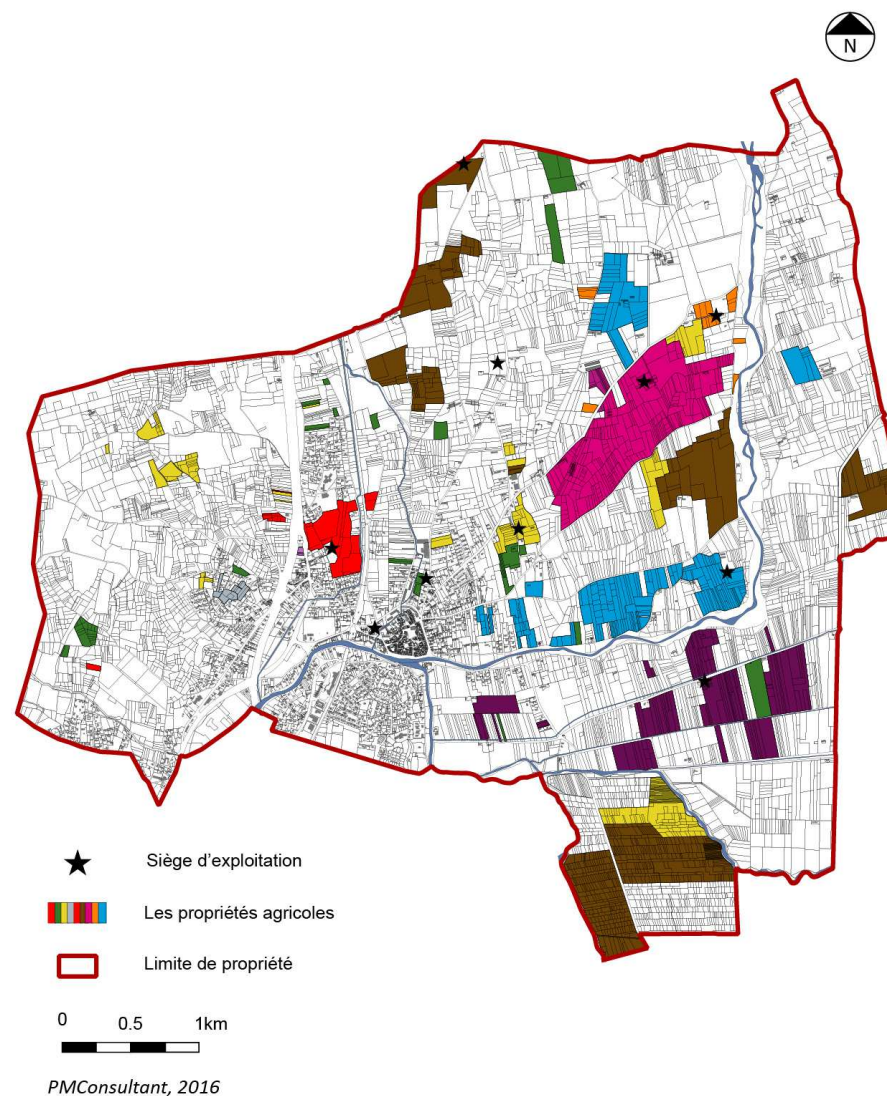 N
Siège d'exploitation
Les propriétés agricoles
Limite de propriété
0 0.5 1km
PMConsultant, 2016